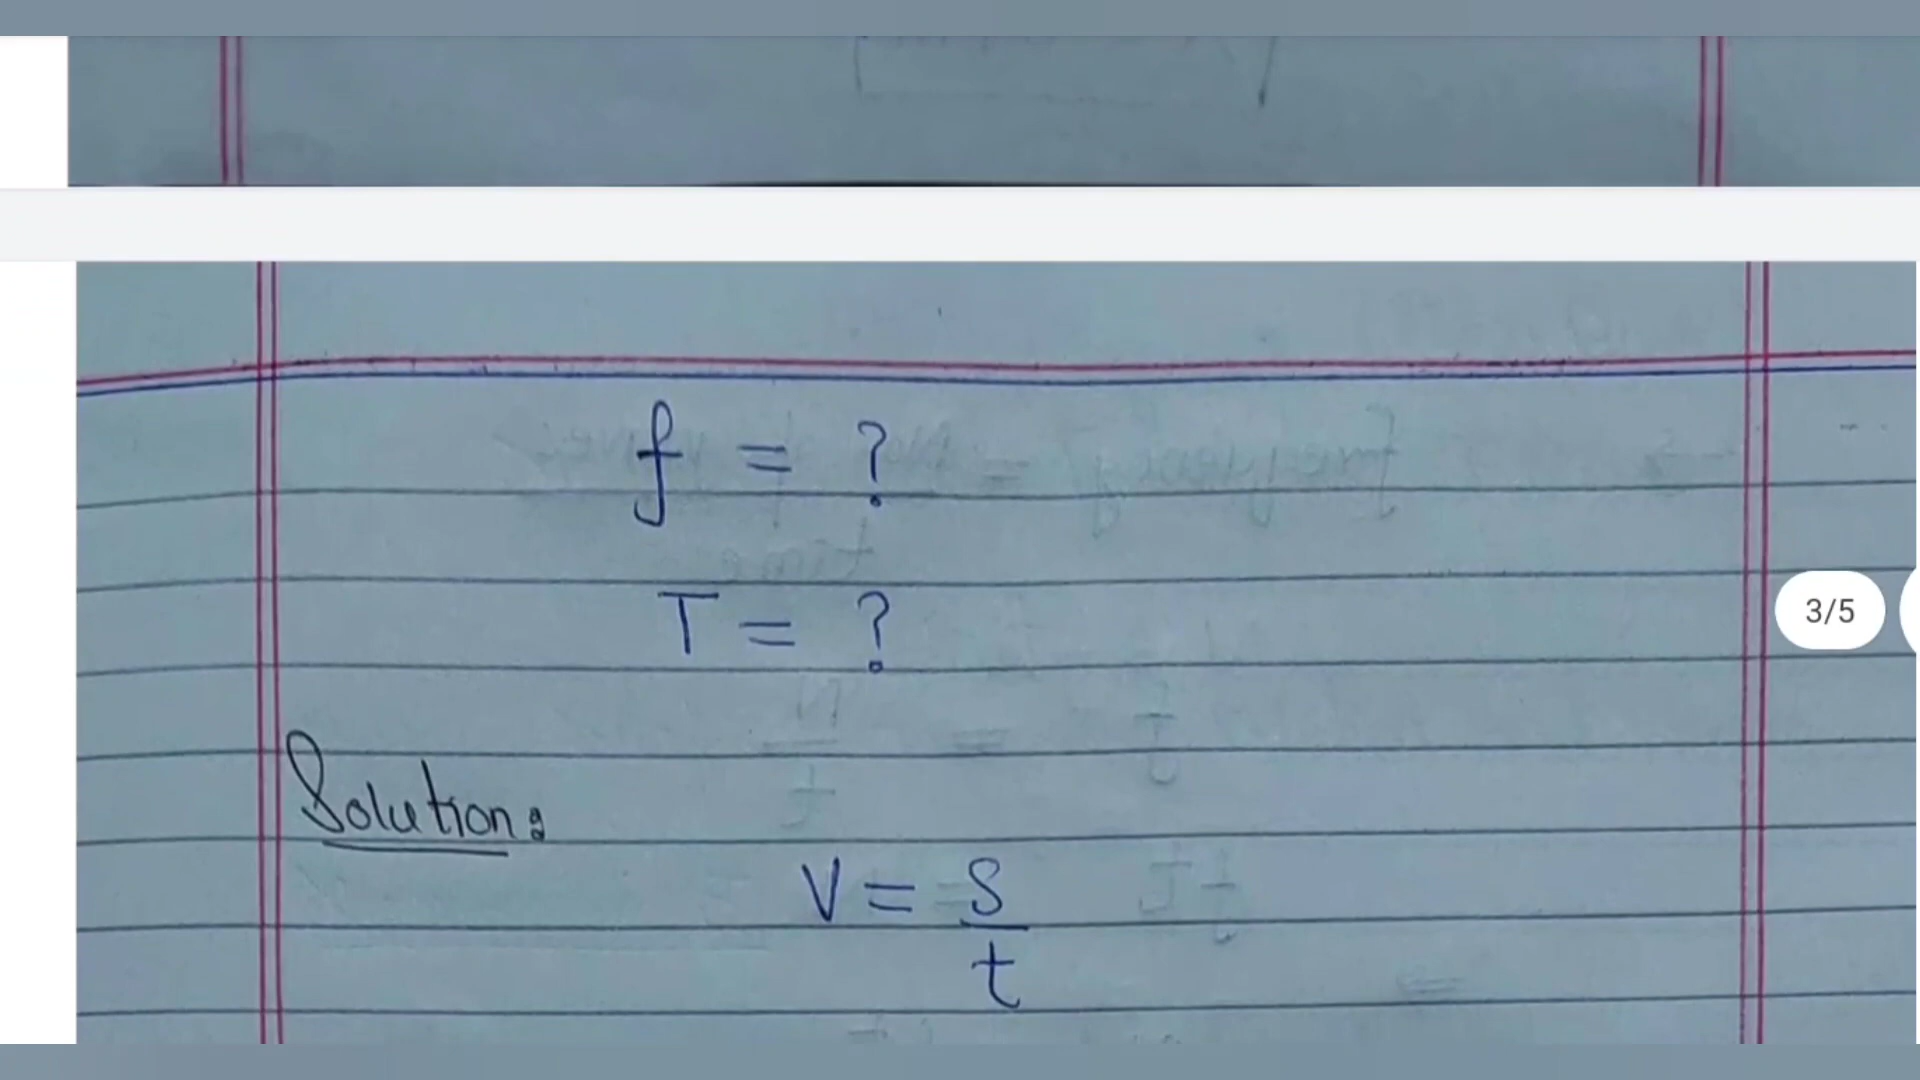 f = ?
T = ?
3/5
Solution:
V = S
t